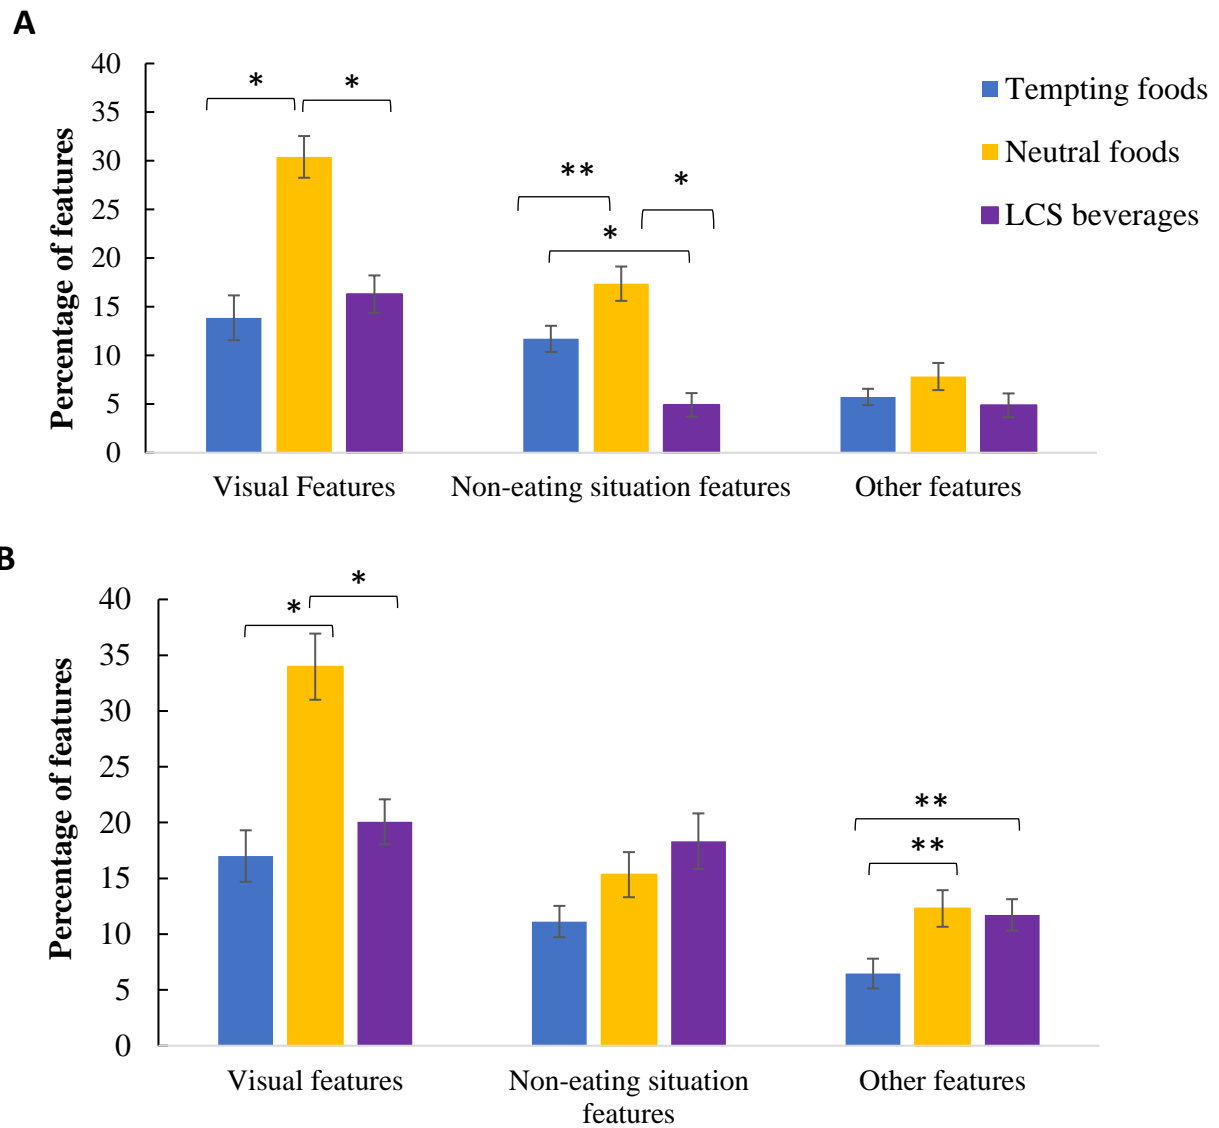 A
40
35
30
25
20
15
10
5
0
Percentage of features
*
*
**
*
*
Tempting foods
Neutral foods
LCS beverages
Visual Features
Non-eating situation features
Other features
B
40
35
30
25
20
15
10
5
0
Percentage of features
*
*
**
**
Visual features
Non-eating situation
features
Other features